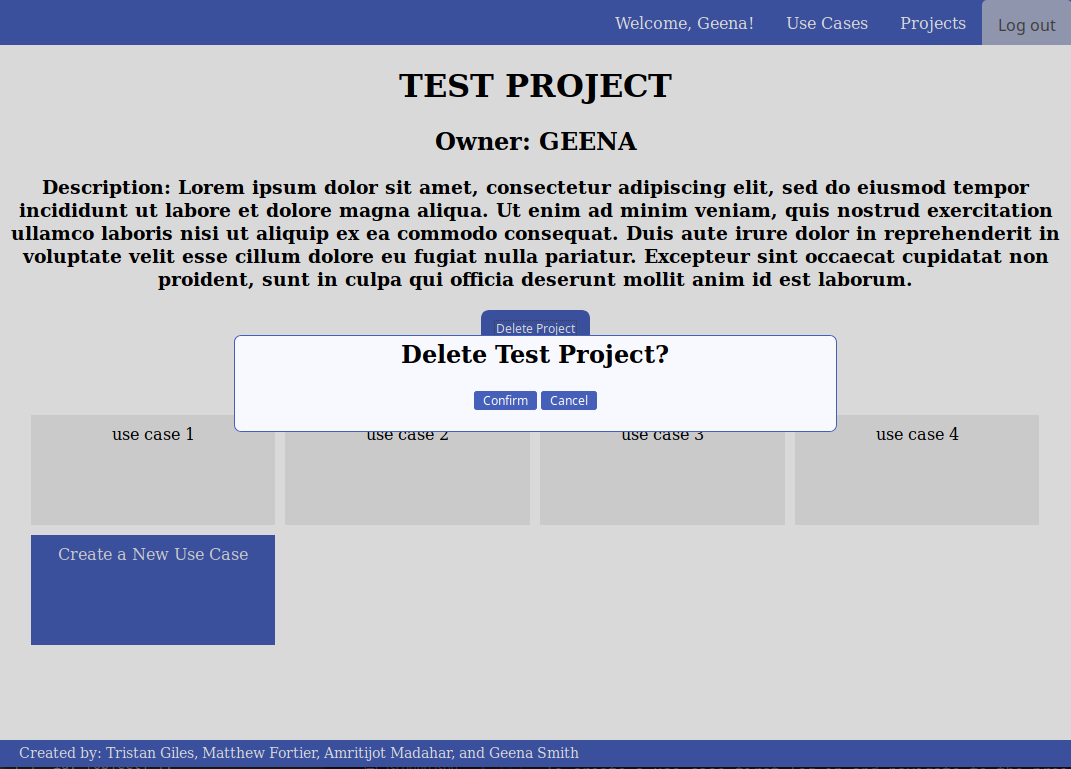 Welcome, Geena! Use Cases Projects Log out
TEST PROJECT
Owner: GEENA
Description: Lorem ipsum dolor sit amet, consectetur adipiscing elit, sed do eiusmod tempor
incididunt ut labore et dolore magna aliqua. Ut enim ad minim veniam, quis nostrud exercitation
ullamco laboris nisi ut aliquip ex ea commodo consequat. Duis aute irure dolor in reprehenderit in
voluptate velit esse cillum dolore eu fugiat nulla pariatur. Excepteur sint occaecat cupidatat non
proident, sunt in culpa qui officia deserunt mollit anim id est laborum.
Delete Project
Delete Test Project?
Confirm Cancel
use case 1 use case 2 use case 3 use case 4
Create a New Use Case
Created by: Tristan Giles, Matthew Fortier, Amritijot Madahar, and Geena Smith